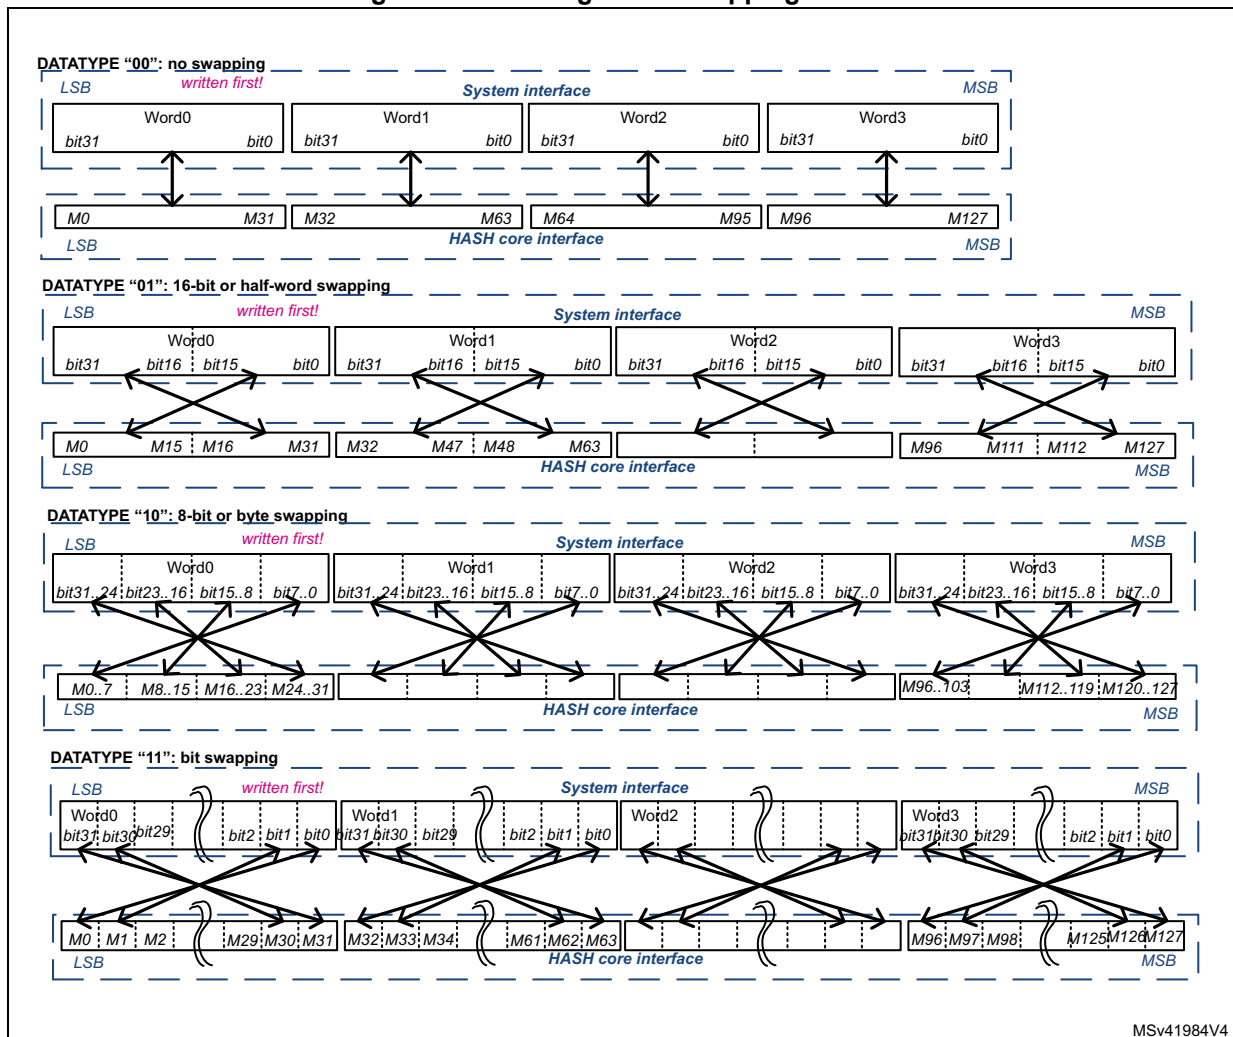 DATATYPE “00”: no swapping
LSB written first! System interface MSB
Word0 Word1 Word2 Word3
bit31 bit0 bit31 bit0 bit31 bit0 bit31 bit0
M0 M31 M32 M63 M64 M95 M96 M127
LSB HASH core interface MSB
DATATYPE “01”: 16-bit or half-word swapping
LSB written first! System interface MSB
Word0 Word1 Word2 Word3
bit31 bit16 bit15 bit0 bit31 bit16 bit15 bit0 bit31 bit16 bit15 bit0 bit31 bit16 bit15 bit0
M0 M15 M16 M31 M32 M47 M48 M63 M96 M111 M112 M127
LSB HASH core interface MSB
DATATYPE “10”: 8-bit or byte swapping
LSB written first! System interface MSB
Word0 Word1 Word2 Word3
bit31..24 bit23..16 bit15..8 bit7..0 bit31..24 bit23..16 bit15..8 bit7..0 bit31..24 bit23..16 bit15..8 bit7..0 bit31..24 bit23..16 bit15..8 bit7..0
M0..7 M8..15 M16..23 M24..31 M96..103 M112..119 M120..127
LSB HASH core interface MSB
DATATYPE “11”: bit swapping
LSB written first! System interface MSB
Word0 Word1 Word2 Word3
bit31 bit30 bit29 bit2 bit1 bit0 bit31 bit30 bit29 bit2 bit1 bit0 bit31 bit30 bit29 bit2 bit1 bit0
M0 M1 M2 M29 M30 M31 M32 M33 M34 M61 M62 M63 M96 M97 M98 M125 M126 M127
LSB HASH core interface MSB
MSv41984V4